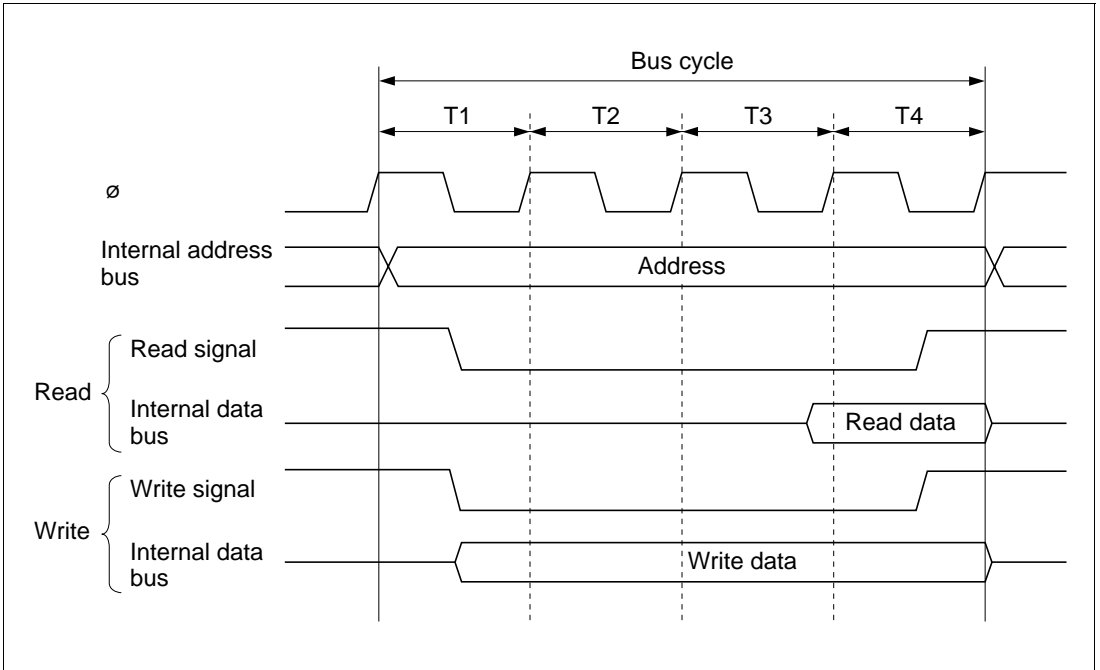 Bus cycle
T1 T2 T3 T4
ø
Internal address
bus
Address
Read signal
Read
Internal data
bus
Read data
Write signal
Write
Internal data
bus
Write data